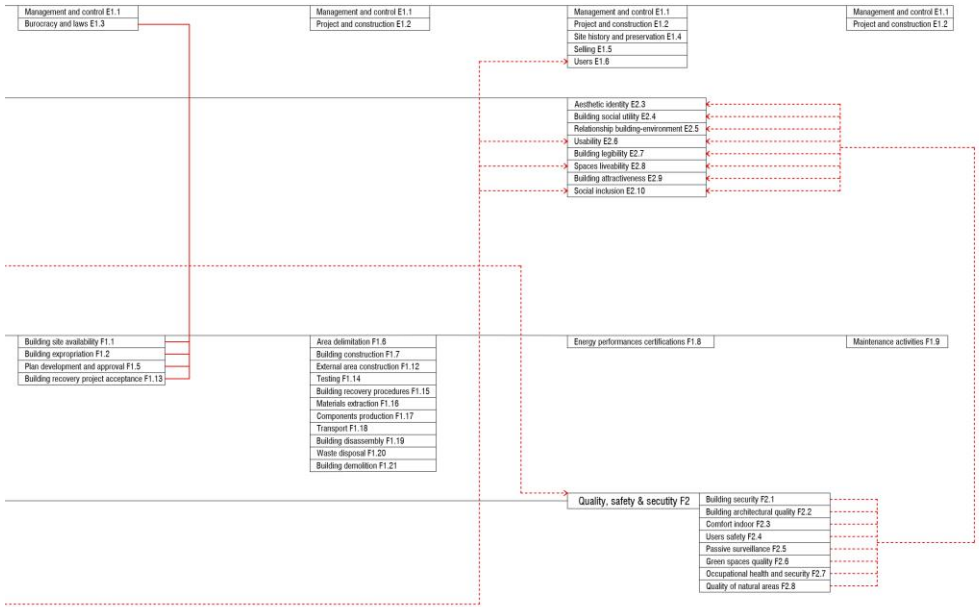 Management and control E1.1
Burocracy and laws E1.3
Management and control E1.1
Project and construction E1.2
Management and control E1.1
Project and construction E1.2
Site history and preservation E1.4
Selling E1.5
Users E1.6
Management and control E1.1
Project and construction E1.2
Aesthetic identity E2.3
Building social utility E2.4
Relationship building-environment E2.5
Usability E2.6
Building legibility E2.7
Spaces liveability E2.8
Building attractiveness E2.9
Social inclusion E2.10
Building site availability F1.1
Building expropriation F1.2
Plan development and approval F1.5
Building recovery project acceptance F1.13
Area delimitation F1.6
Building construction F1.7
External area construction F1.12
Testing F1.14
Building recovery procedures F1.15
Materials extraction F1.16
Components production F1.17
Transport F1.18
Building disassembly F1.19
Waste disposal F1.20
Building demolition F1.21
Energy performances certifications F1.8
Maintenance activities F1.9
Quality, safety & secutity F2
Building security F2.1
Building architectural quality F2.2
Comfort indoor F2.3
Users safety F2.4
Passive surveillance F2.5
Green spaces quality F2.6
Occupational health and security F2.7
Quality of natural areas F2.8